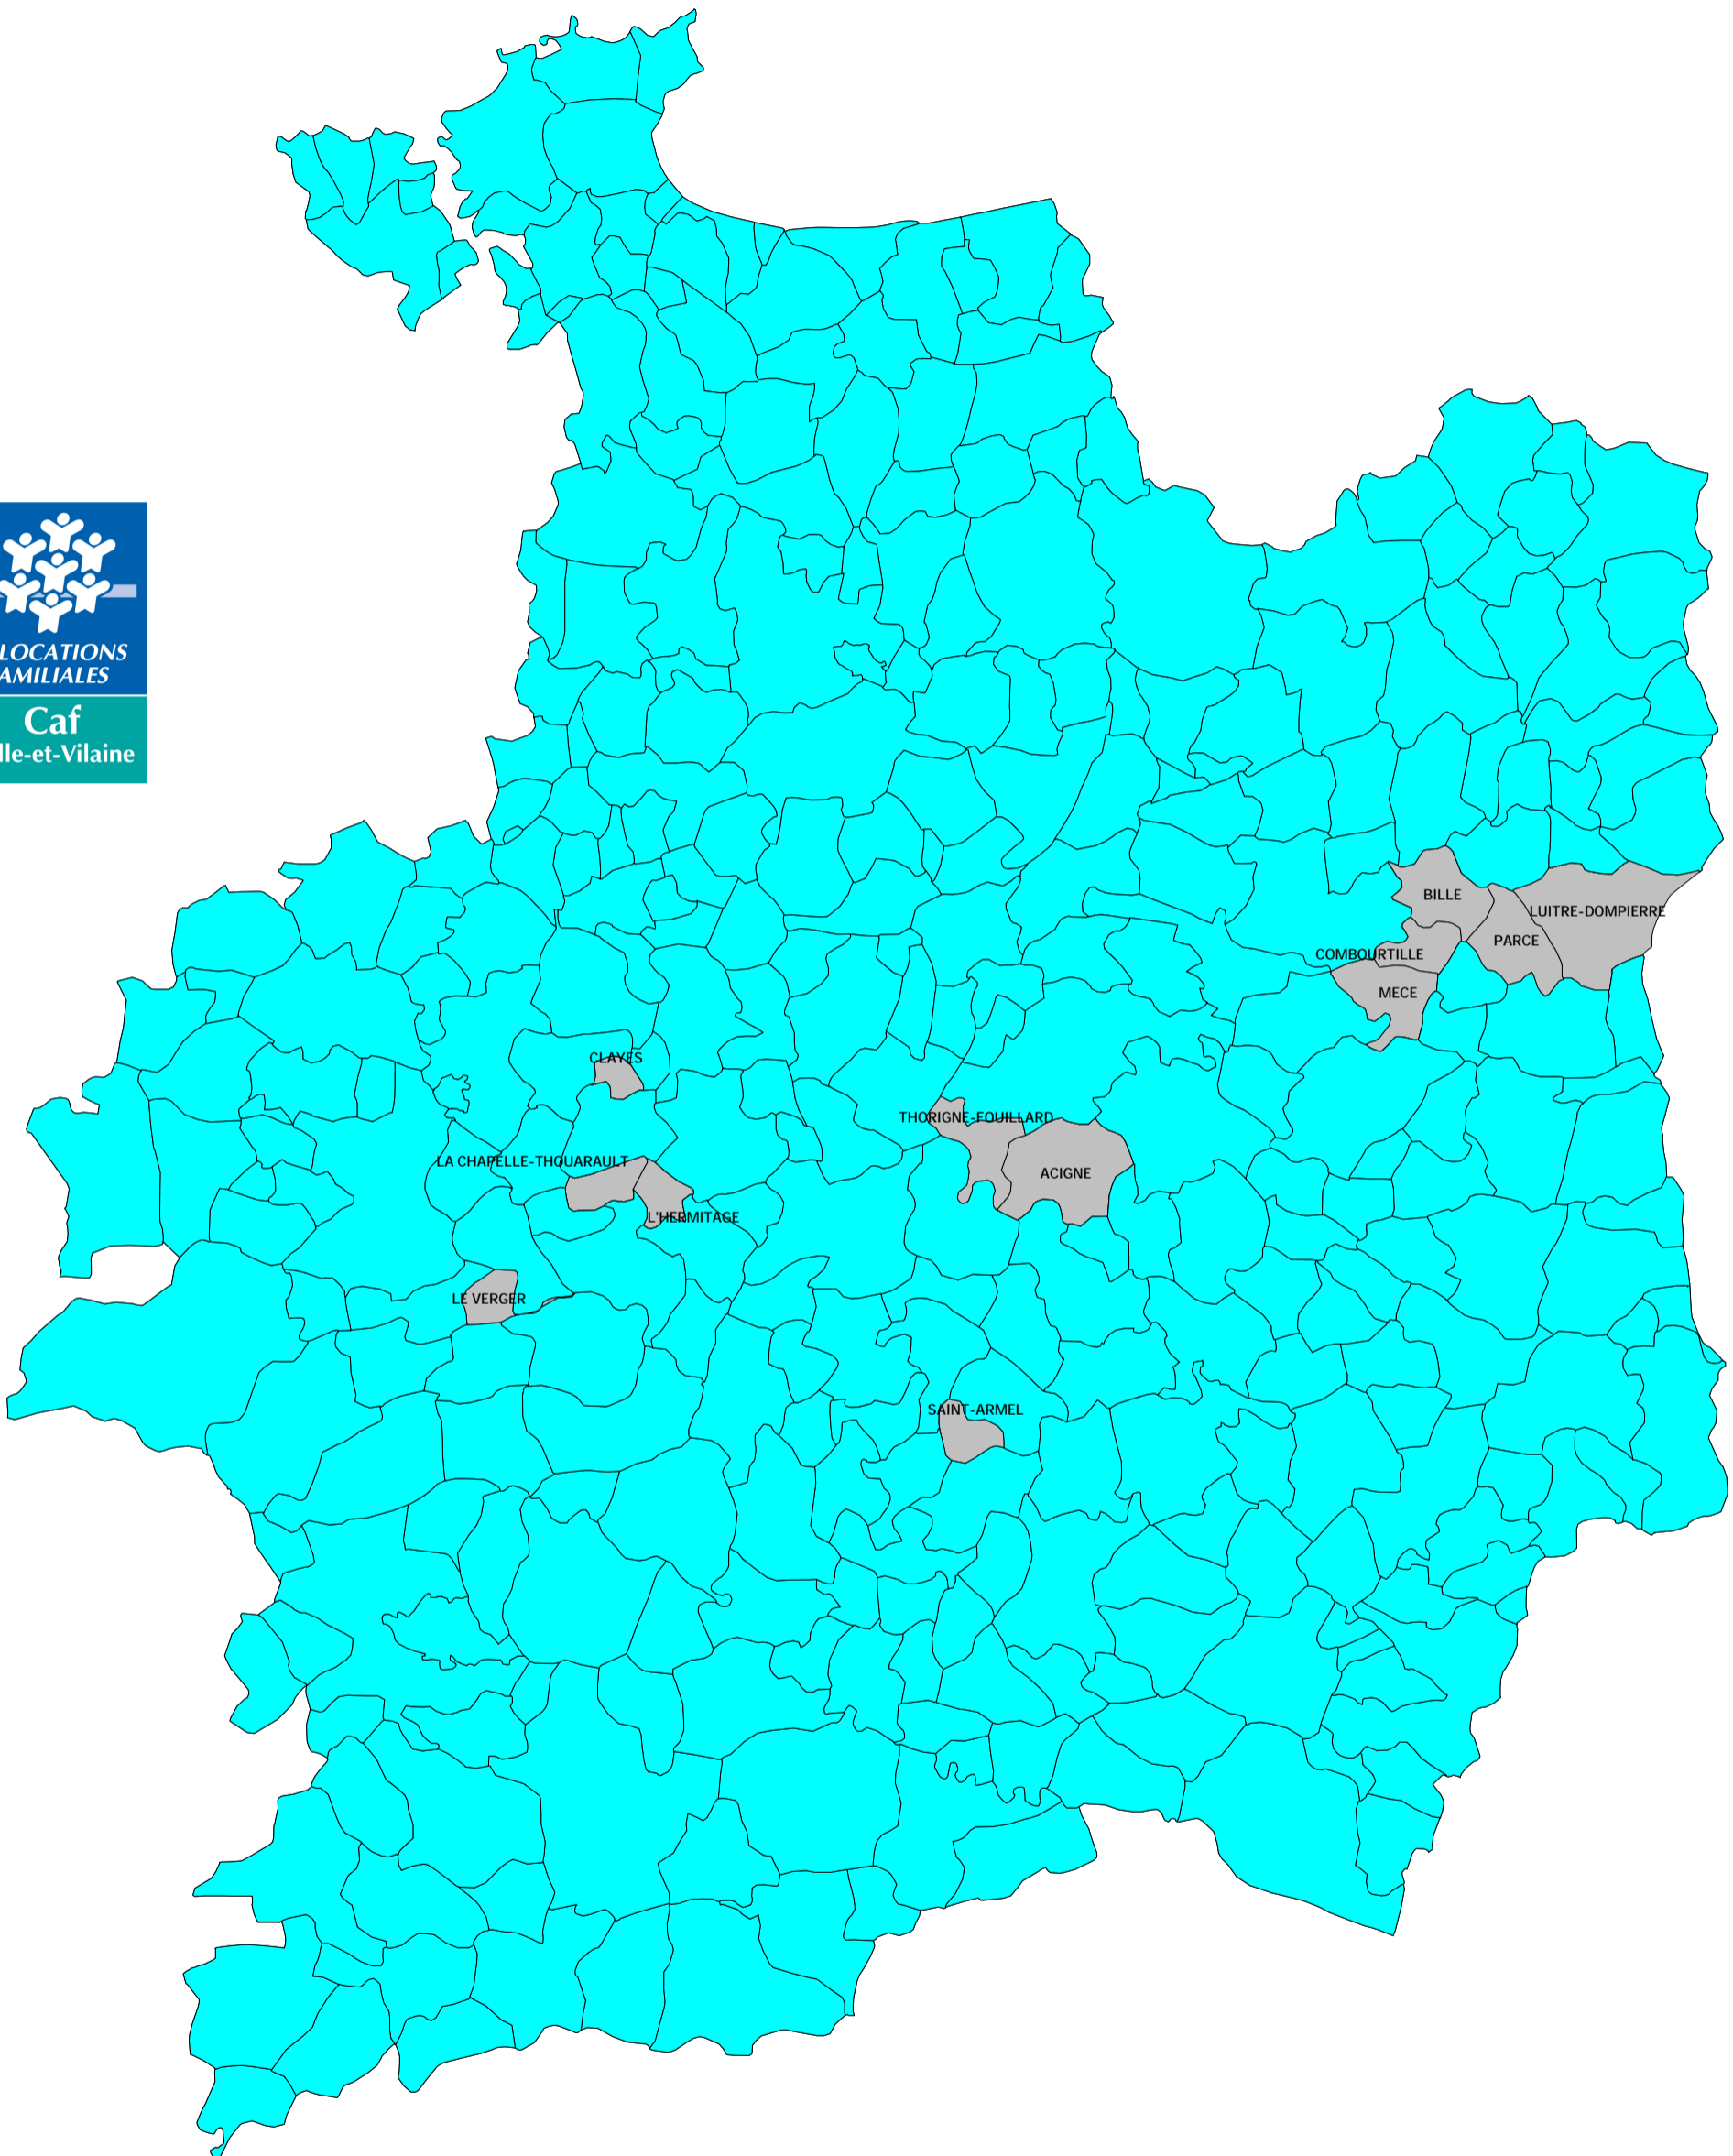 LOCATIONS
AMILIALES
Caf
lle-et-Vilaine
BILLE
LUITRE-DOMPIERRE
PARCE
COMBOURTILLE
MECE
CLAYES
THORIGNE-FOUILLARD
LA CHAPELLE-THOUARAULT
ACIGNE
L'HERMITAGE
LE VERGER
SAINT-ARMEL